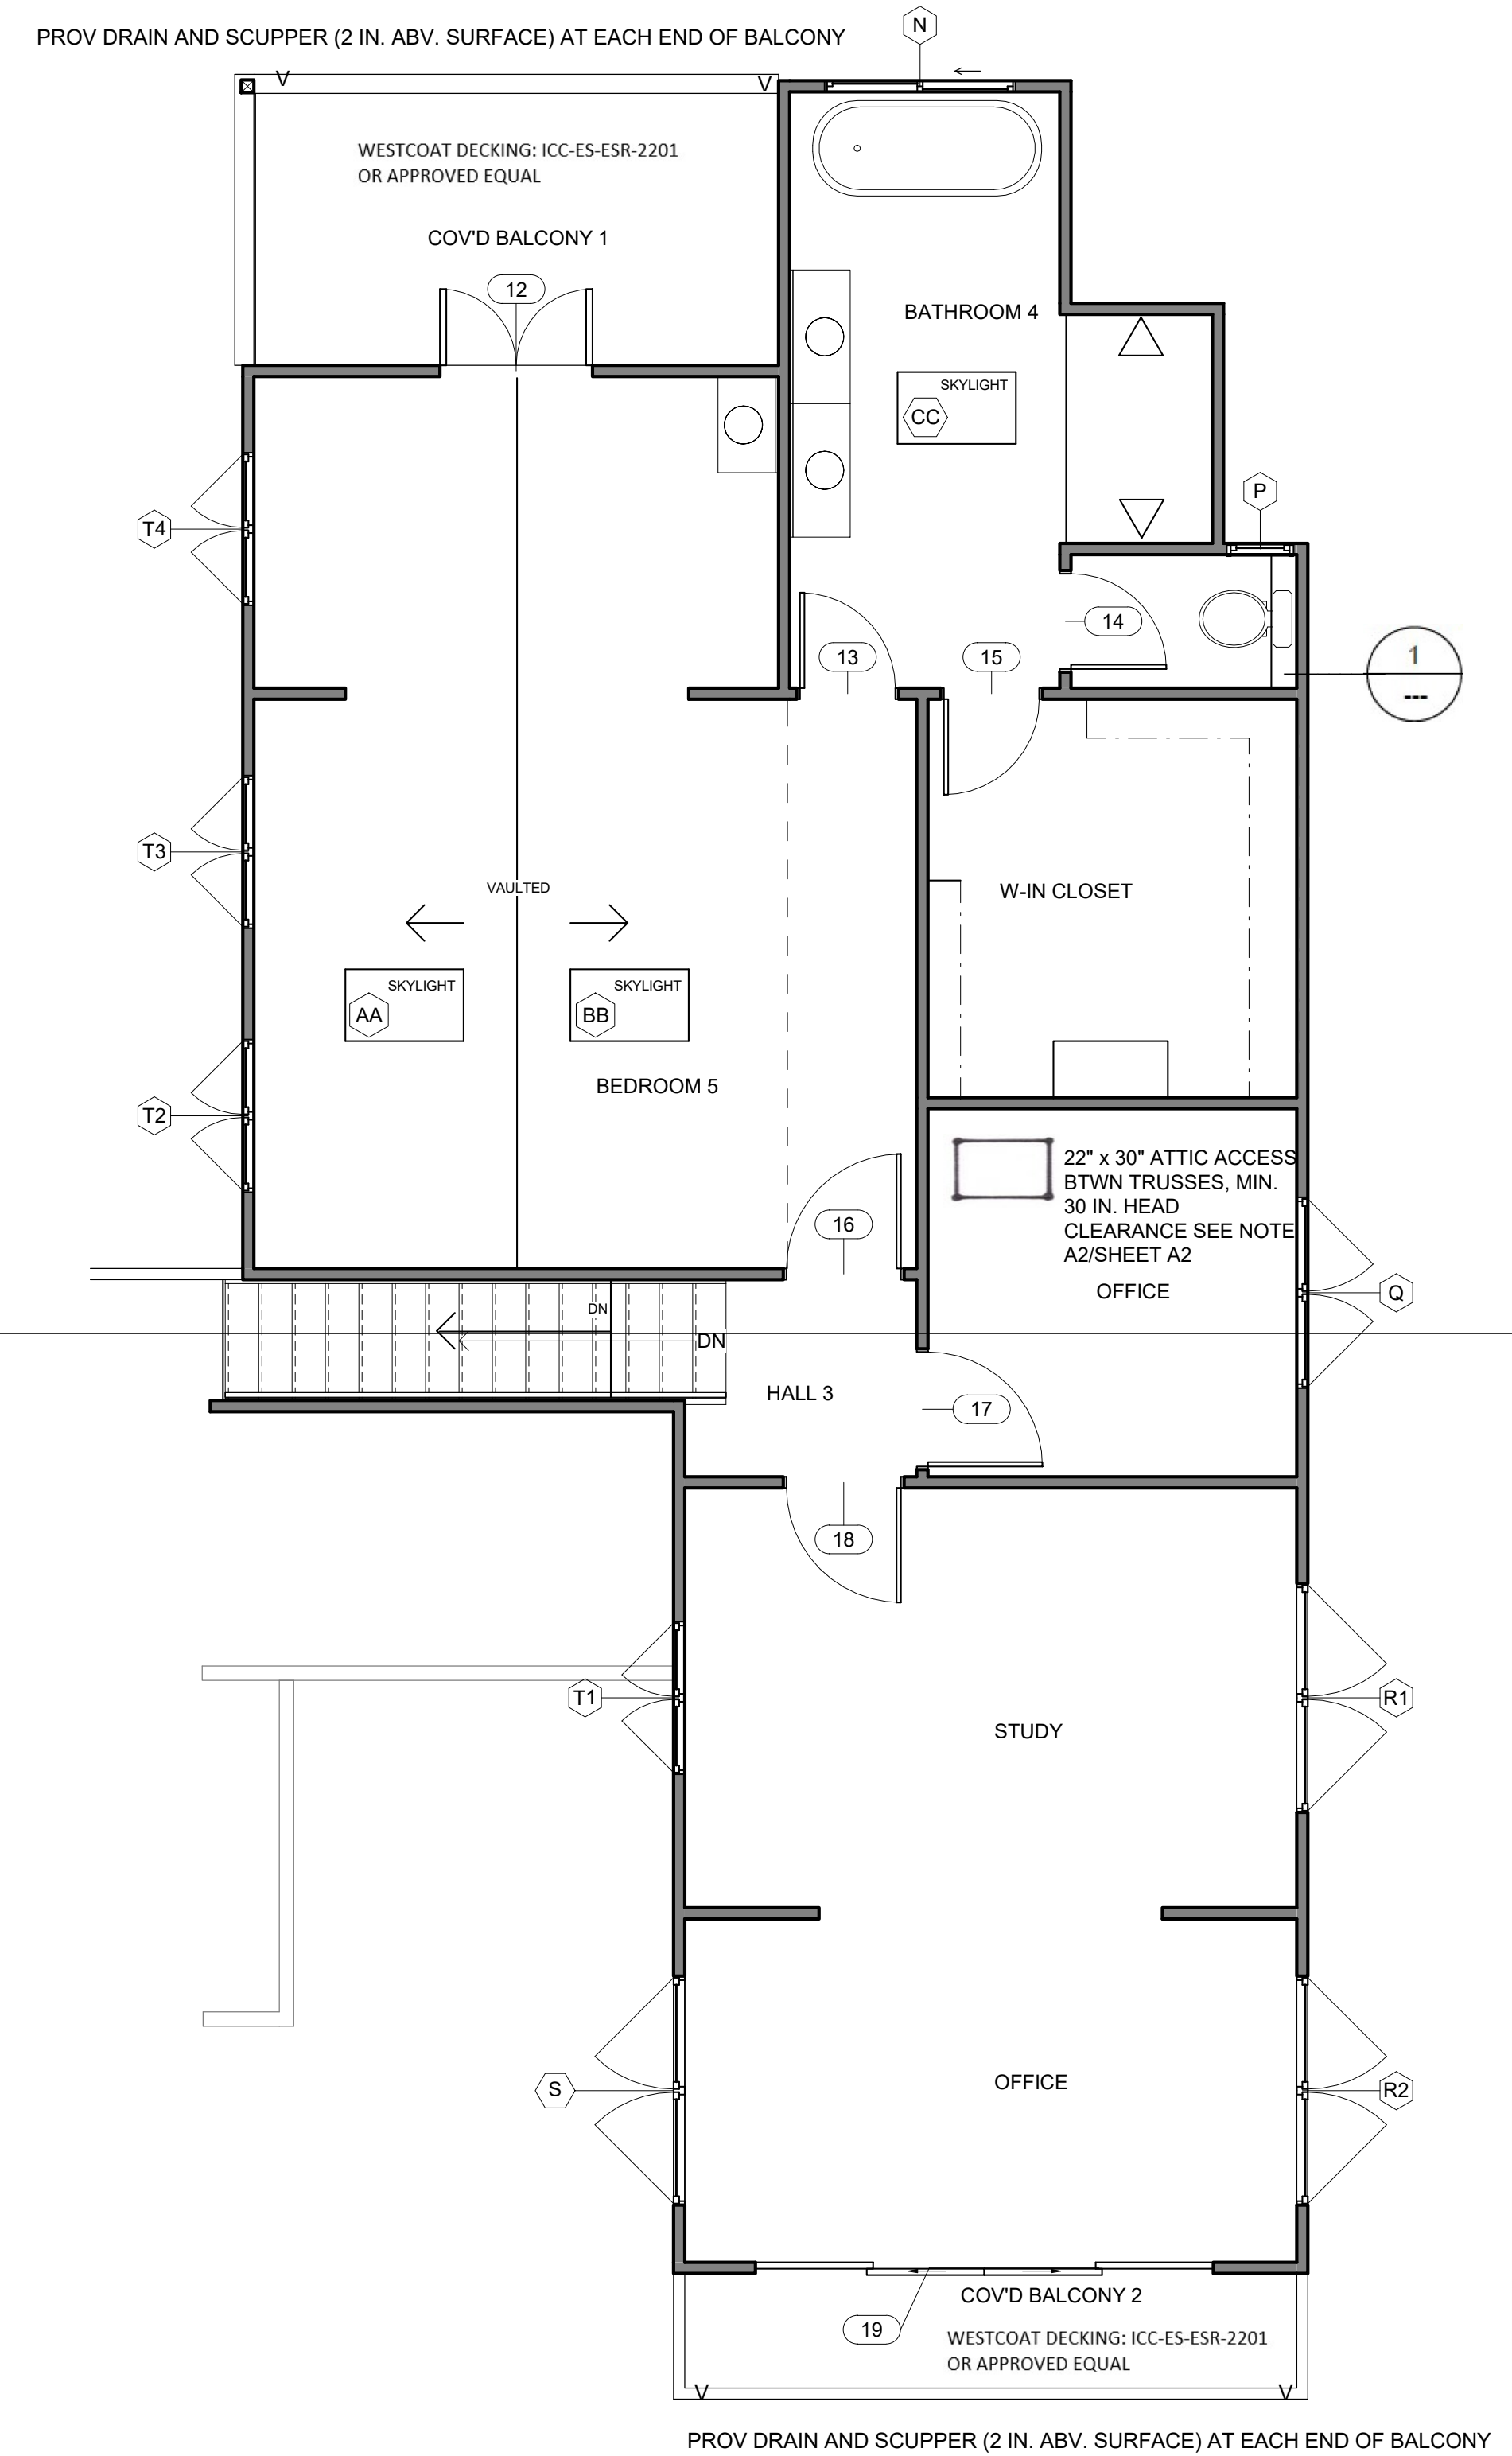 N
PROV DRAIN AND SCUPPER (2 IN. ABV. SURFACE) AT EACH END OF BALCONY
V
V
WESTCOAT DECKING: ICC-ES-ESR-2201
OR APPROVED EQUAL
COV'D BALCONY 1
12
BATHROOM 4
SKYLIGHT
CC
P
T4
14
13
15
1
---
T3
VAULTED
W-IN CLOSET
SKYLIGHT
AA
SKYLIGHT
BB
BEDROOM 5
T2
22" x 30" ATTIC ACCESS
BTWN TRUSSES, MIN.
30 IN. HEAD
CLEARANCE SEE NOTE
A2/SHEET A2
16
OFFICE
Q
DN
DN
HALL 3
17
18
T1
R1
STUDY
OFFICE
S
R2
COV'D BALCONY 2
19
WESTCOAT DECKING: ICC-ES-ESR-2201
OR APPROVED EQUAL
V
V
PROV DRAIN AND SCUPPER (2 IN. ABV. SURFACE) AT EACH END OF BALCONY